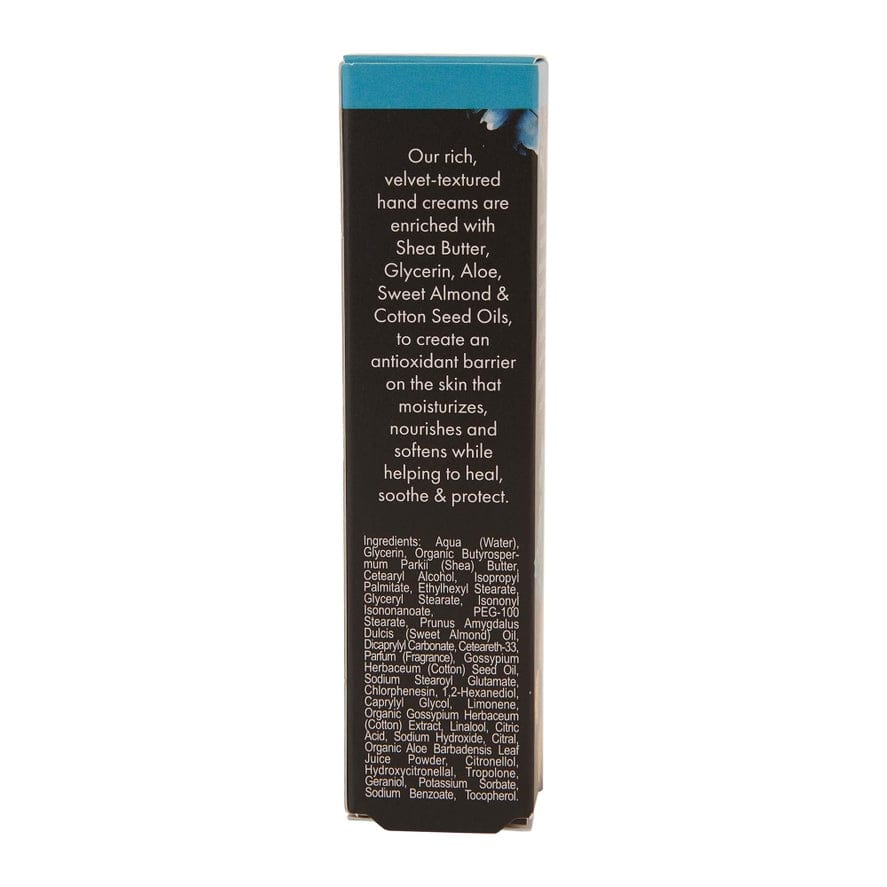 Our rich,
velvet-textured
hand creams are
enriched with
Shea Butter,
Glycerin, Aloe,
Sweet Almond &
Cotton Seed Oils,
to create an
antioxidant barrier
on the skin that
moisturizes,
nourishes and
softens while
helping to heal,
soothe & protect.
Ingredients: Aqua (Water),
Glycerin, Organic Butyrosper-
mum Parkii (Shea) Butter,
Cetearyl Alcohol, Isopropyl
Palmitate, Ethylhexyl Stearate,
Glyceryl Stearate, Isononyl
Isononanoate, PEG-100
Stearate, Prunus Amygdalus
Dulcis (Sweet Almond) Oil,
Dicaprylyl Carbonate, Ceteareth-33,
Parfum (Fragrance), Gossypium
Herbaceum (Cotton) Seed Oil,
Sodium Stearoyl Glutamate,
Chlorphenesin, 1,2-Hexanediol,
Caprylyl Glycol, Limonene,
Organic Gossypium Herbaceum
(Cotton) Extract, Linalool, Citric
Acid, Sodium Hydroxide, Citral,
Organic Aloe Barbadensis Leaf
Juice Powder, Citronellol,
Hydroxycitronellal, Tropolone,
Geraniol, Potassium Sorbate,
Sodium Benzoate, Tocopherol.